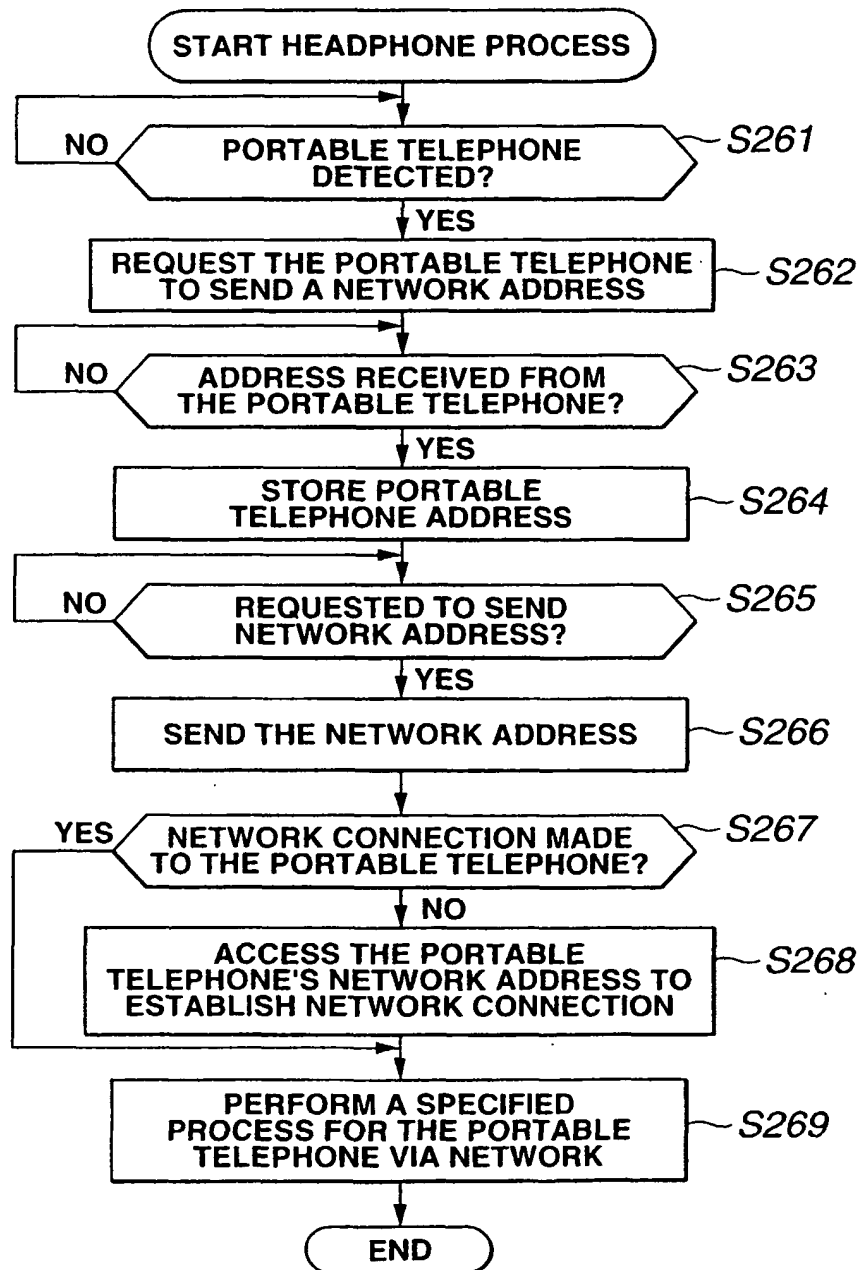 START HEADPHONE PROCESS
NO
PORTABLE TELEPHONE
DETECTED?
S261
YES
REQUEST THE PORTABLE TELEPHONE
TO SEND A NETWORK ADDRESS
S262
NO
ADDRESS RECEIVED FROM
THE PORTABLE TELEPHONE?
S263
YES
STORE PORTABLE
TELEPHONE ADDRESS
S264
NO
REQUESTED TO SEND
NETWORK ADDRESS?
S265
YES
SEND THE NETWORK ADDRESS
S266
YES
NETWORK CONNECTION MADE
TO THE PORTABLE TELEPHONE?
S267
NO
ACCESS THE PORTABLE
TELEPHONE'S NETWORK ADDRESS TO
ESTABLISH NETWORK CONNECTION
S268
PERFORM A SPECIFIED
PROCESS FOR THE PORTABLE
TELEPHONE VIA NETWORK
S269
END